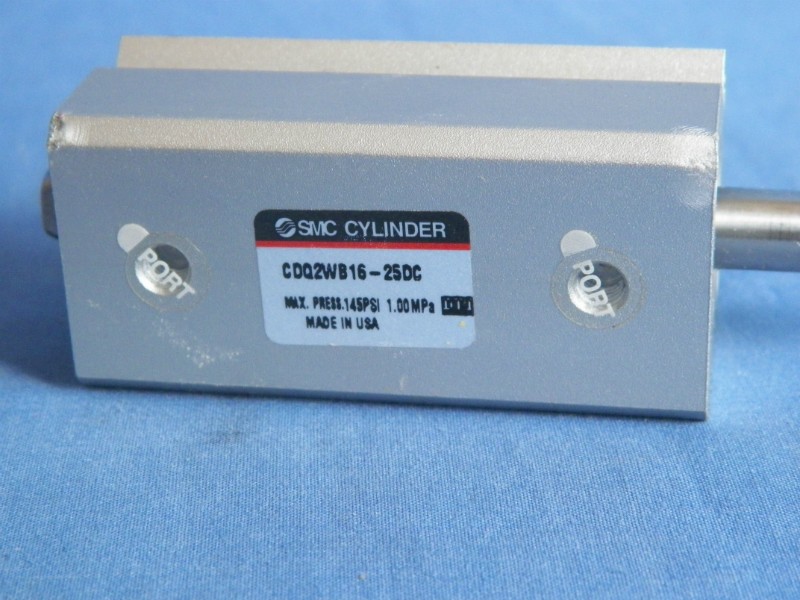 SMC CYLINDER
CDQ2WB16-25DC
MAX. PRESS.145PSI 1.00MPa
MADE IN USA
PORT
PORT